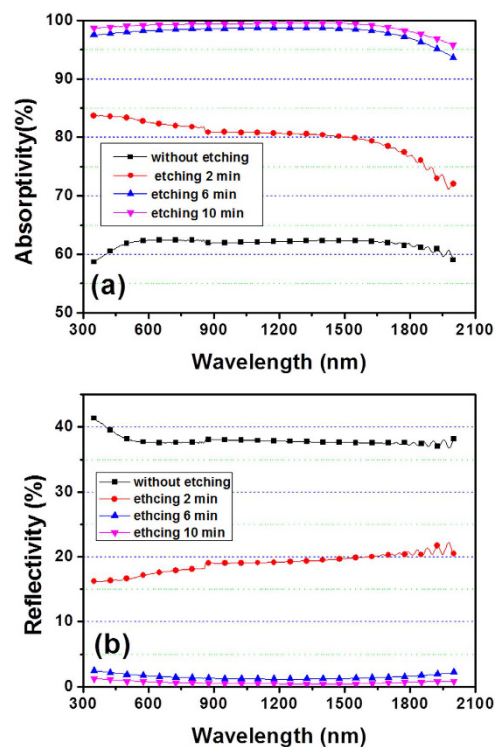 100
90
80
70
60
50
Absorptivity(%)
without etching
etching 2 min
etching 6 min
etching 10 min
(a)
300 600 900 1200 1500 1800 2100
Wavelength (nm)
40
30
20
10
0
Reflectivity (%)
without etching
ethcing 2 min
ethcing 6 min
ethcing 10 min
(b)
300 600 900 1200 1500 1800 2100
Wavelength (nm)